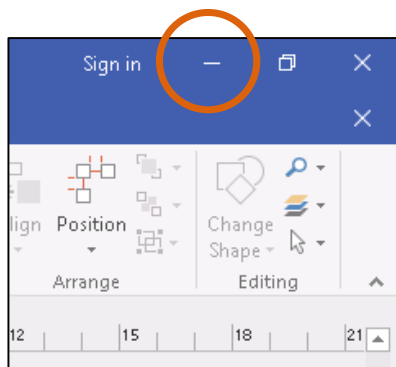 Sign in
lign Position
Change
Shape
Arrange
Editing
12 15 18 21